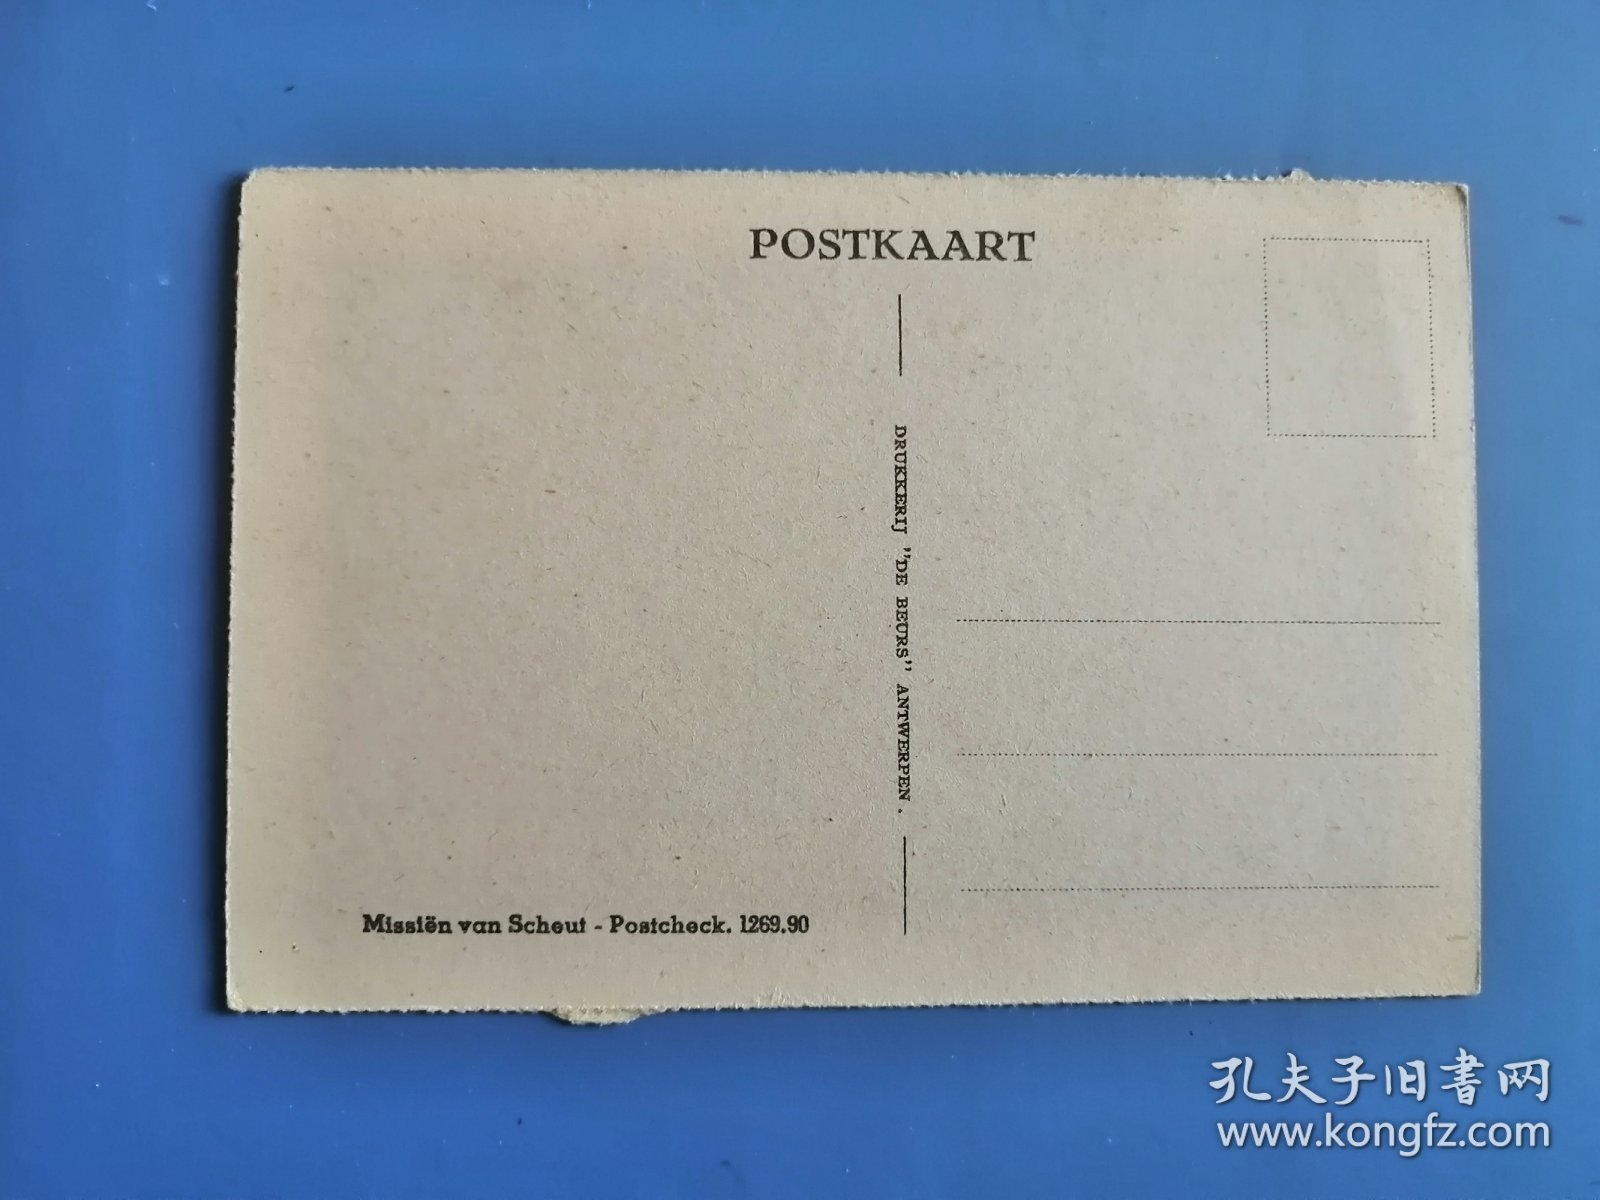 POSTKAART
DRUKKERIJ "DE BEURS" ANTWERPEN.
Missiën van Scheut - Postcheck. 1269.90
孔夫子旧书网
www.kongfz.com